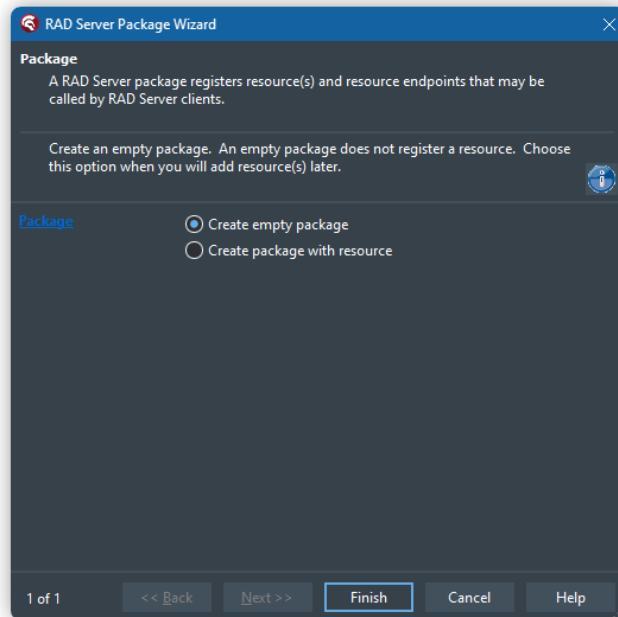 RAD Server Package Wizard
Package
A RAD Server package registers resource(s) and resource endpoints that may be
called by RAD Server clients.
Create an empty package.  An empty package does not register a resource.  Choose
this option when you will add resource(s) later.
Package
Create empty package
Create package with resource
1 of 1
<< Back
Next >>
Finish
Cancel
Help